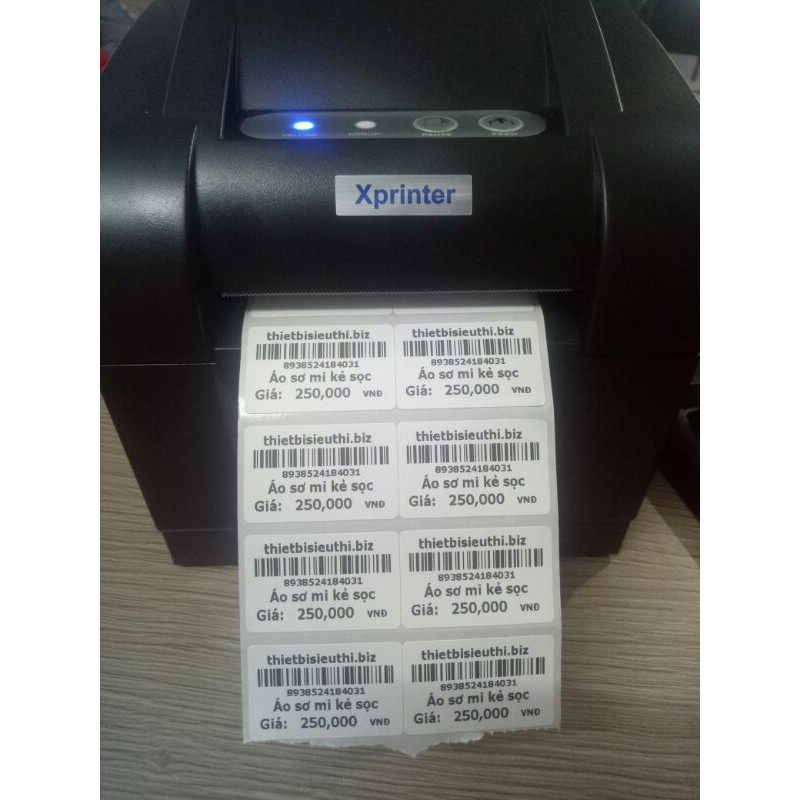 ON LINE ERROR PAUSE FEED
Xprinter
thietbisieuthi.biz
8938524184031
Áo sơ mi kẻ sọc
Giá: 250,000 VNĐ
thietbisieuthi.biz
8938524184031
Áo sơ mi kẻ sọc
Giá: 250,000 VNĐ
thietbisieuthi.biz
8938524184031
Áo sơ mi kẻ sọc
Giá: 250,000 VNĐ
thietbisieuthi.biz
8938524184031
Áo sơ mi kẻ sọc
Giá: 250,000 VNĐ
thietbisieuthi.biz
8938524184031
Áo sơ mi kẻ sọc
Giá: 250,000 VNĐ
thietbisieuthi.biz
8938524184031
Áo sơ mi kẻ sọc
Giá: 250,000 VNĐ
thietbisieuthi.biz
8938524184031
Áo sơ mi kẻ sọc
Giá: 250,000 VNĐ
thietbisieuthi.biz
8938524184031
Áo sơ mi kẻ sọc
Giá: 250,000 VNĐ